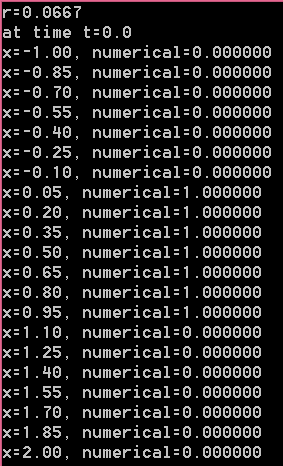 r=0.0667
at time t=0.0
x=-1.00, numerical=0.000000
x=-0.85, numerical=0.000000
x=-0.70, numerical=0.000000
x=-0.55, numerical=0.000000
x=-0.40, numerical=0.000000
x=-0.25, numerical=0.000000
x=-0.10, numerical=0.000000
x=0.05, numerical=1.000000
x=0.20, numerical=1.000000
x=0.35, numerical=1.000000
x=0.50, numerical=1.000000
x=0.65, numerical=1.000000
x=0.80, numerical=1.000000
x=0.95, numerical=1.000000
x=1.10, numerical=0.000000
x=1.25, numerical=0.000000
x=1.40, numerical=0.000000
x=1.55, numerical=0.000000
x=1.70, numerical=0.000000
x=1.85, numerical=0.000000
x=2.00, numerical=0.000000